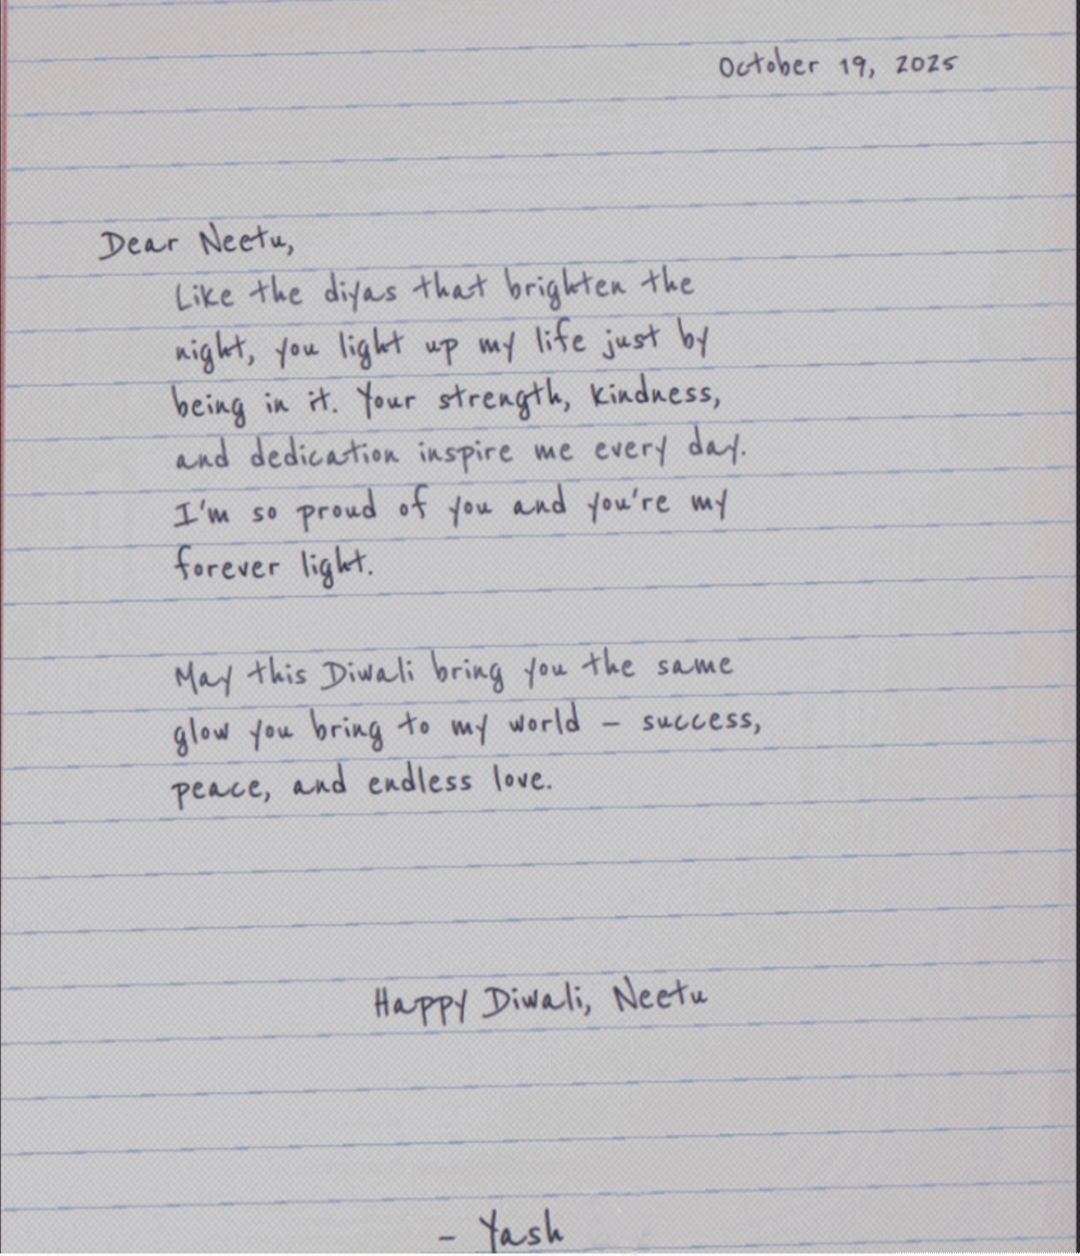 October 19, 2025
Dear Neetu,
Like the diyas that brighten the
night, you light up my life just by
being in it. Your strength, kindness,
and dedication inspire me every day.
I'm so proud of you and you're my
forever light.
May this Diwali bring you the same
glow you bring to my world – success,
peace, and endless love.
Happy Diwali, Neetu
– Yash